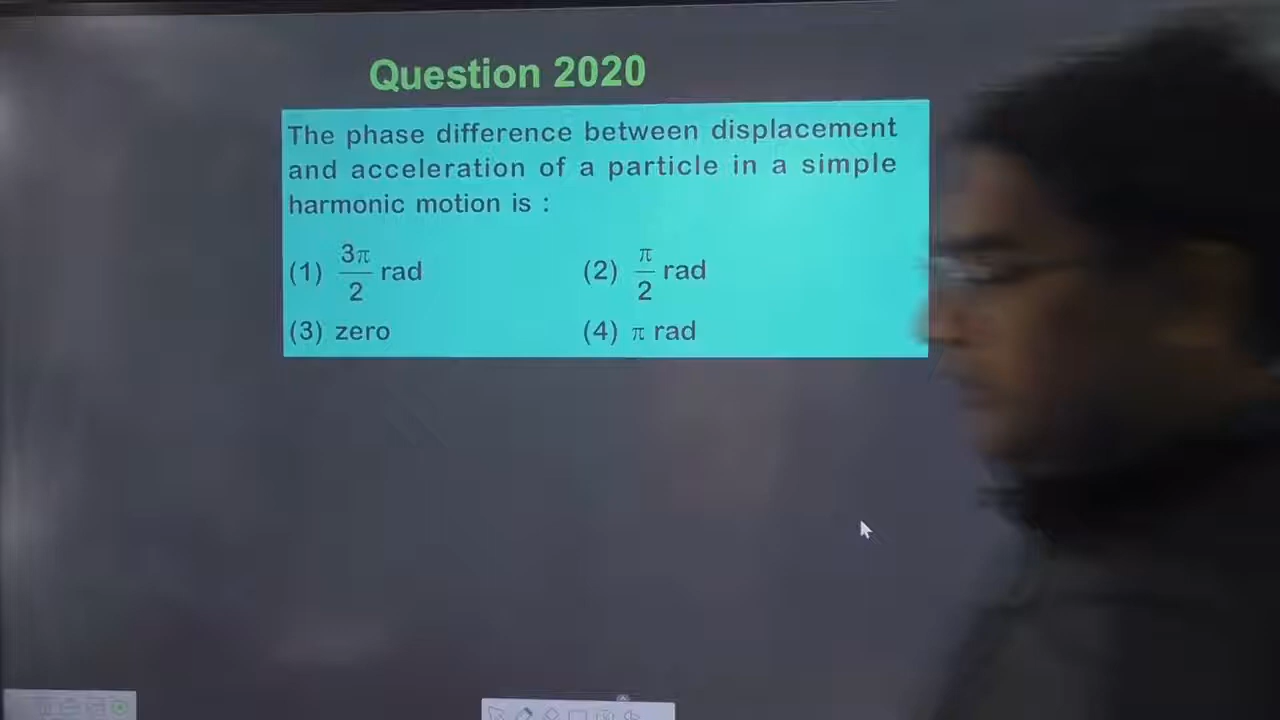 Question 2020
The phase difference between displacement
and acceleration of a particle in a simple
harmonic motion is :
(1) 3π/2 rad (2) π/2 rad
(3) zero (4) π rad